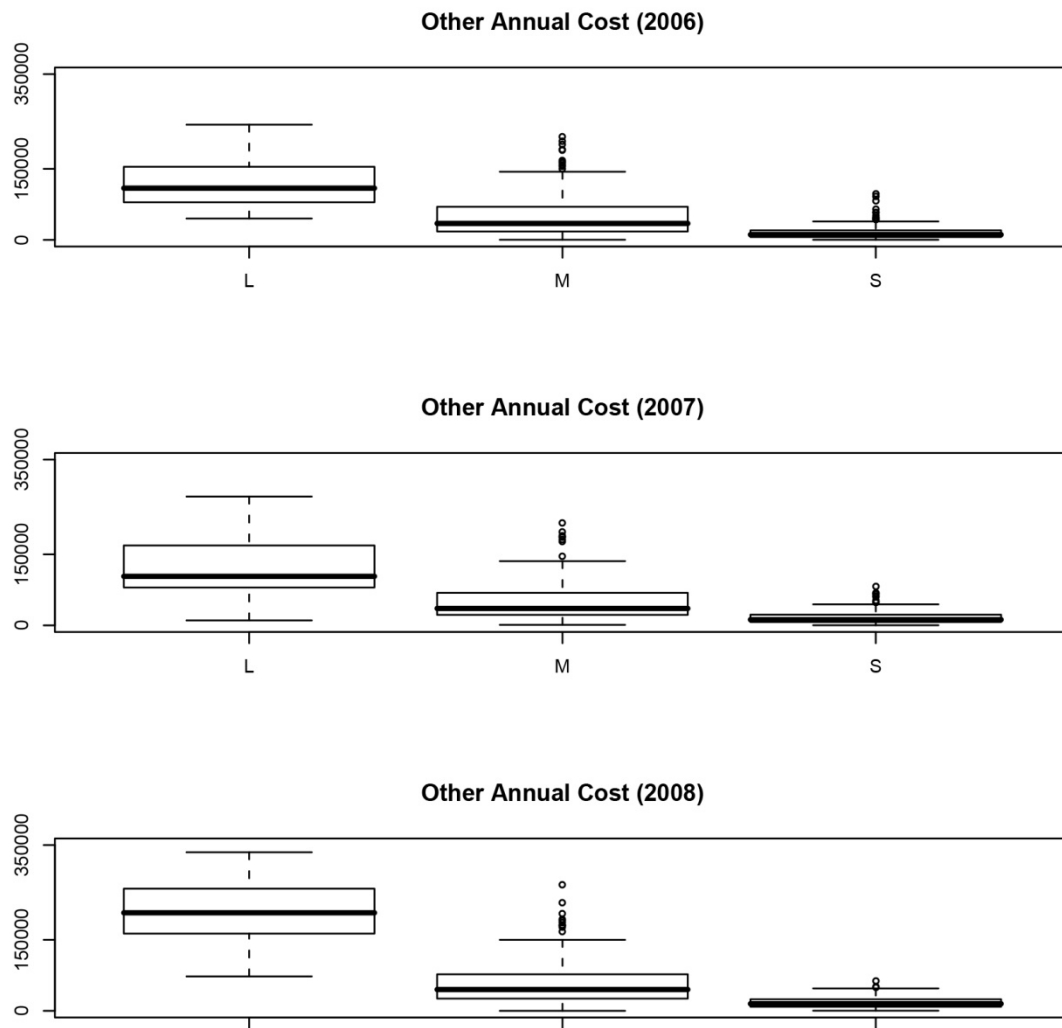 Other Annual Cost (2006)
350000
150000
0
L M S
Other Annual Cost (2007)
350000
150000
0
L M S
Other Annual Cost (2008)
350000
150000
0